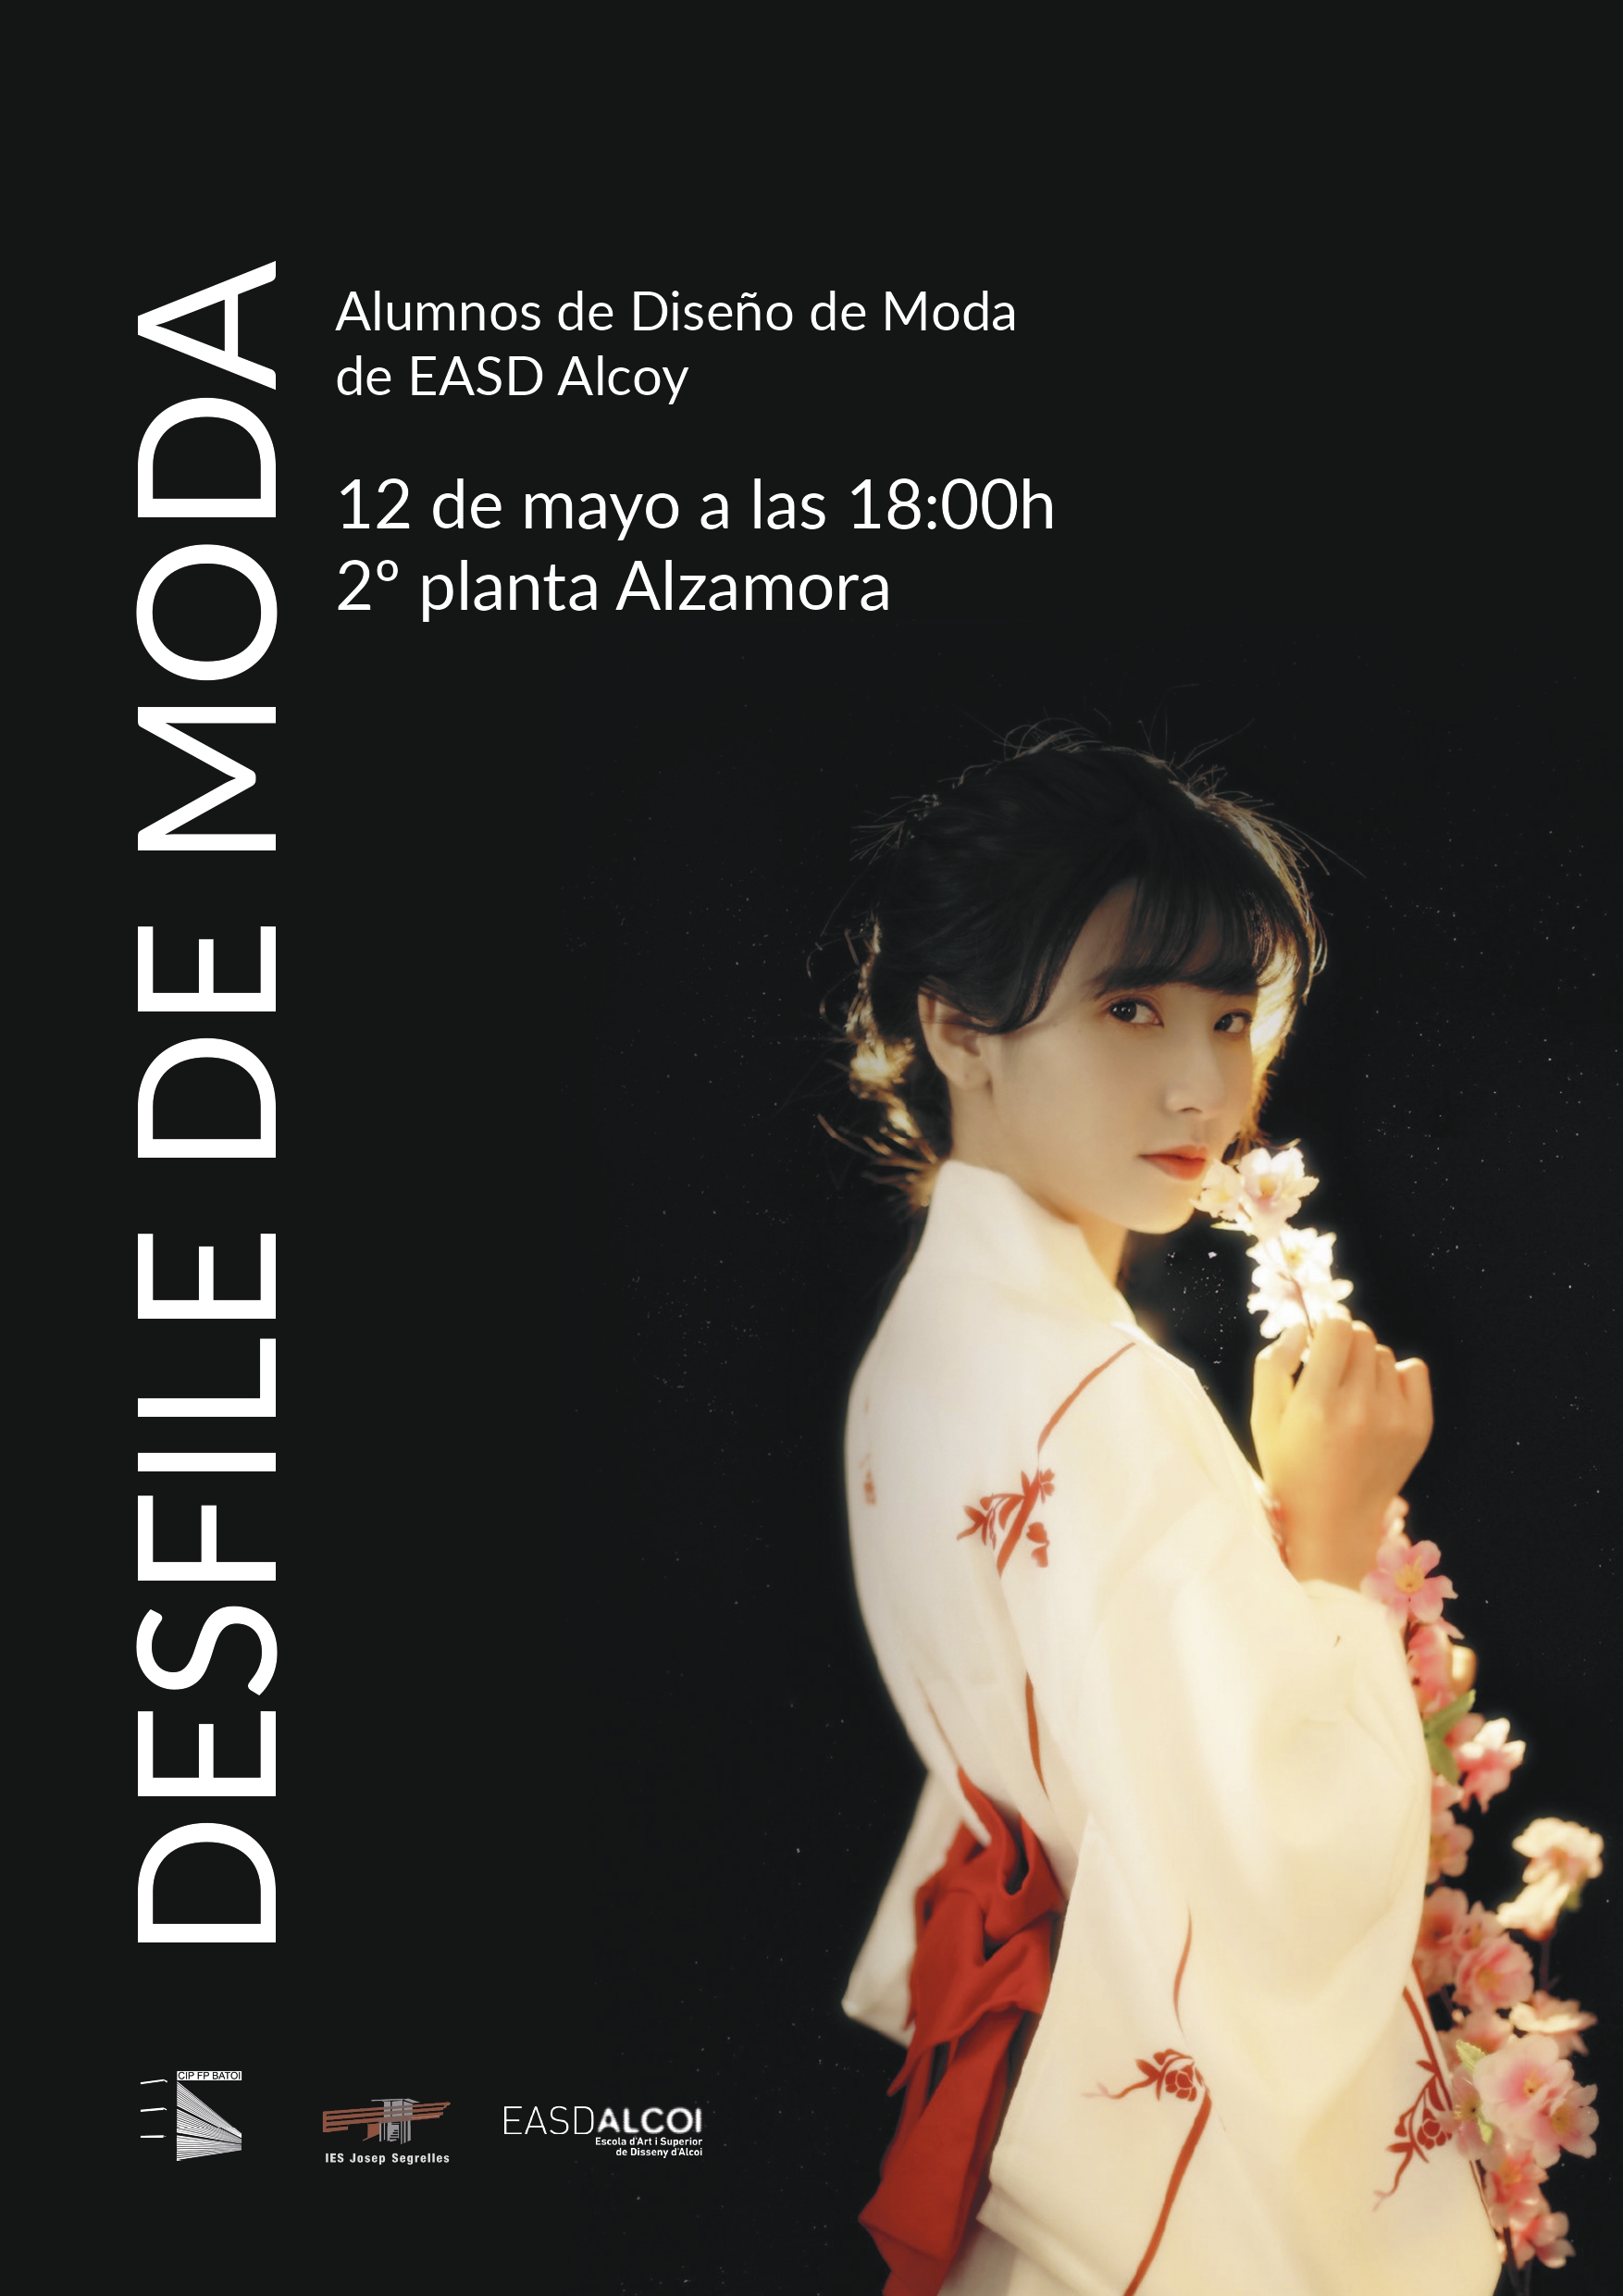 DESFILE DE MODA
Alumnos de Diseño de Moda
de EASD Alcoy
12 de mayo a las 18:00h
2º planta Alzamora
CIP FP BATOI
IES Josep Segrelles
EASDALCOI
Escola d'Art i Superior
de Disseny d'Alcoi